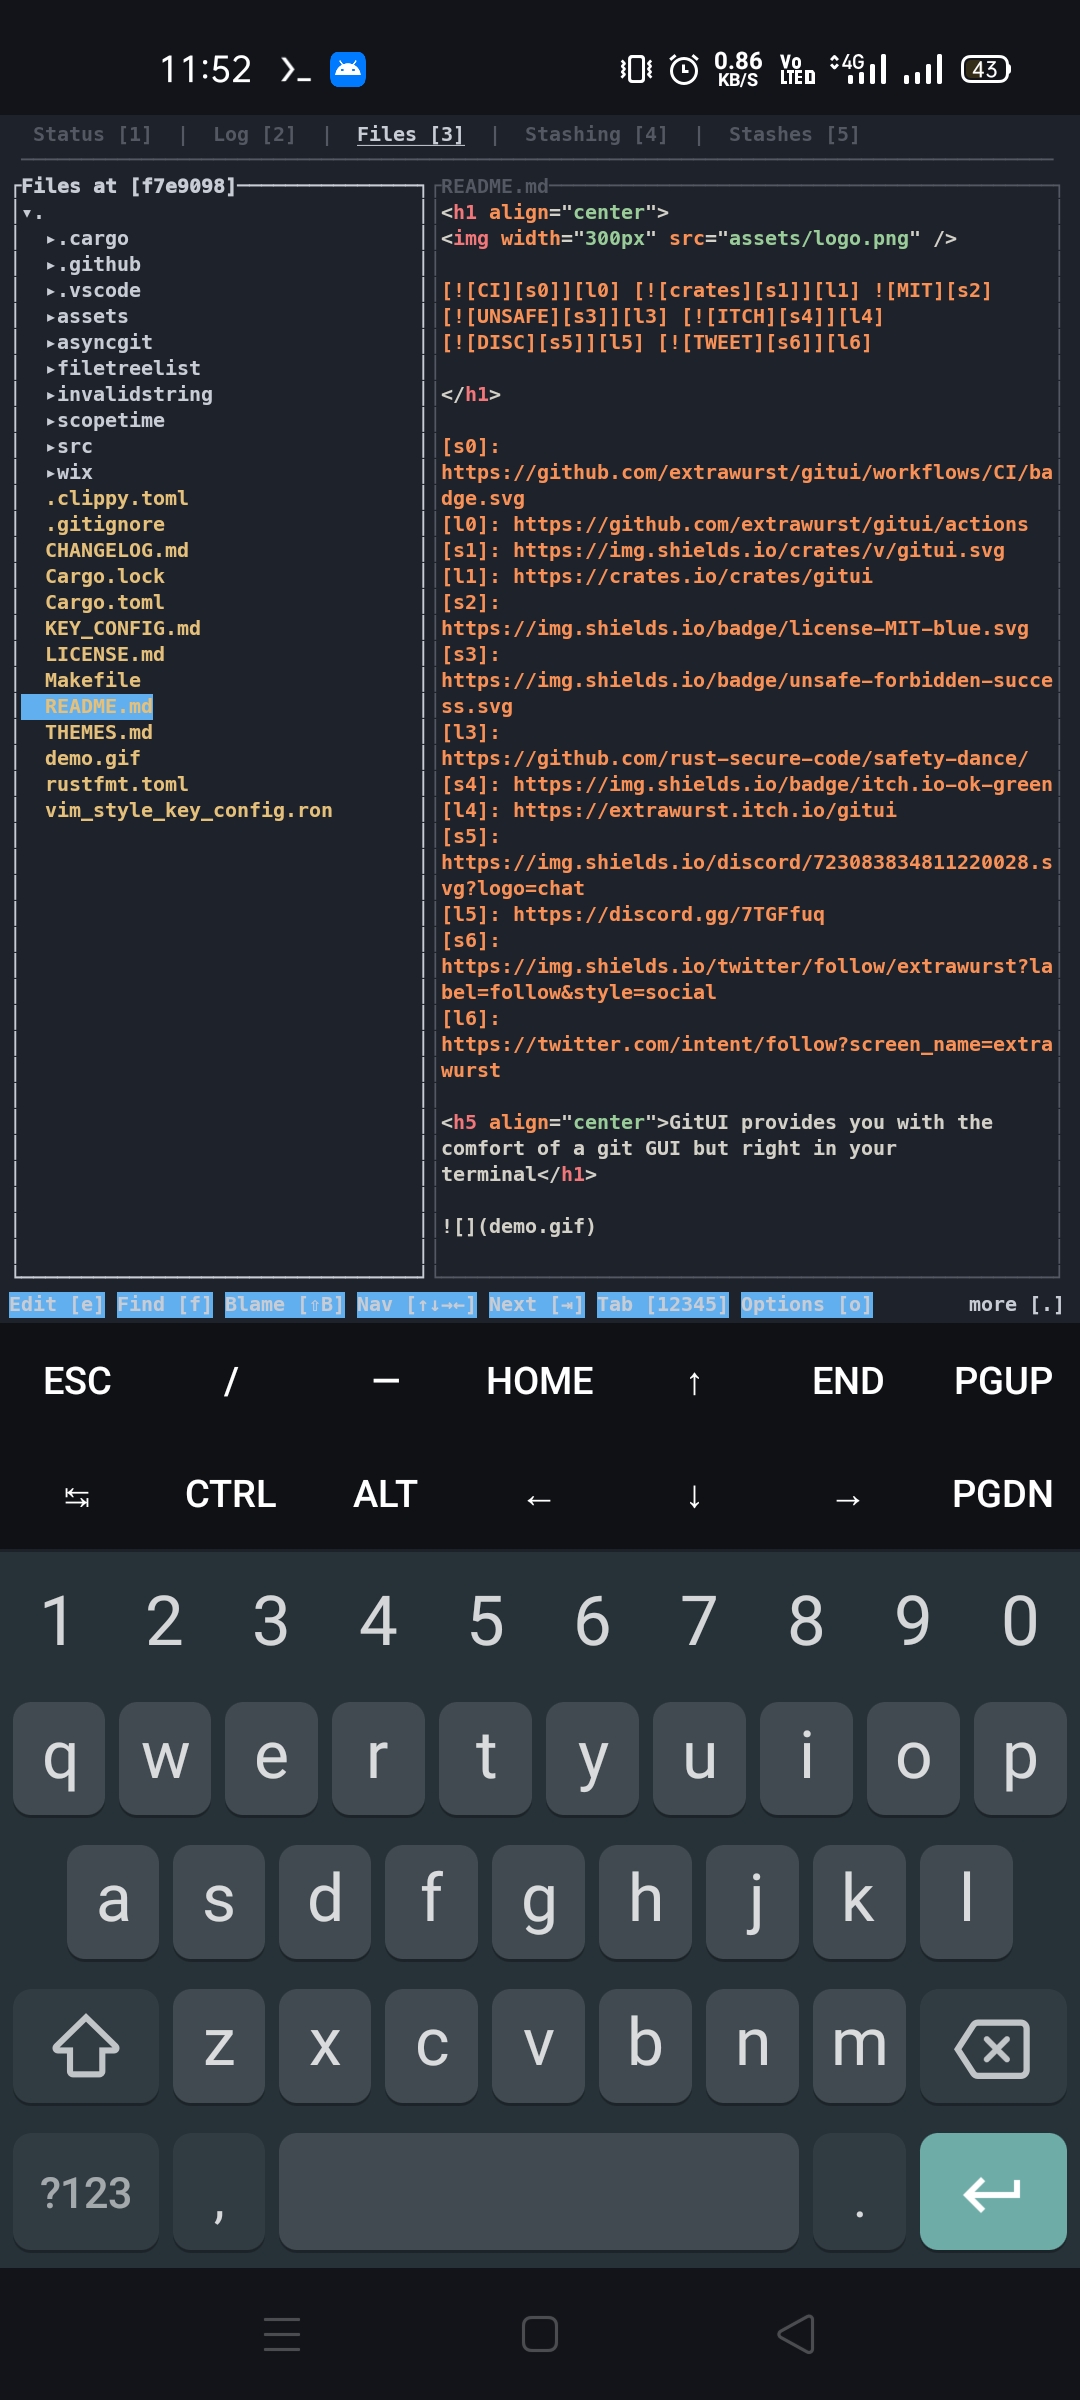 11:52
0.86 KB/S Vo LTE 4G 43
Status [1] | Log [2] | Files [3] | Stashing [4] | Stashes [5]
Files at [f7e9098]
▾.
▸.cargo
▸.github
▸.vscode
▸assets
▸asyncgit
▸filetreelist
▸invalidstring
▸scopetime
▸src
▸wix
.clippy.toml
.gitignore
CHANGELOG.md
Cargo.lock
Cargo.toml
KEY_CONFIG.md
LICENSE.md
Makefile
README.md
THEMES.md
demo.gif
rustfmt.toml
vim_style_key_config.ron
README.md
<h1 align="center">
<img width="300px" src="assets/logo.png" />
[![CI][s0]][l0] [![crates][s1]][l1] ![MIT][s2]
[![UNSAFE][s3]][l3] [![ITCH][s4]][l4]
[![DISC][s5]][l5] [![TWEET][s6]][l6]
</h1>
[s0]:
https://github.com/extrawurst/gitui/workflows/CI/ba
dge.svg
[l0]: https://github.com/extrawurst/gitui/actions
[s1]: https://img.shields.io/crates/v/gitui.svg
[l1]: https://crates.io/crates/gitui
[s2]:
https://img.shields.io/badge/license-MIT-blue.svg
[s3]:
https://img.shields.io/badge/unsafe-forbidden-succe
ss.svg
[l3]:
https://github.com/rust-secure-code/safety-dance/
[s4]: https://img.shields.io/badge/itch.io-ok-green
[l4]: https://extrawurst.itch.io/gitui
[s5]:
https://img.shields.io/discord/723083834811220028.s
vg?logo=chat
[l5]: https://discord.gg/7TGFfuq
[s6]:
https://img.shields.io/twitter/follow/extrawurst?la
bel=follow&style=social
[l6]:
https://twitter.com/intent/follow?screen_name=extra
wurst
<h5 align="center">GitUI provides you with the
comfort of a git GUI but right in your
terminal</h1>
![](demo.gif)
Edit [e] Find [f] Blame [⇧B] Nav [↑↓→←] Next [⇥] Tab [12345] Options [o] more [.]
ESC / — HOME ↑ END PGUP
↹ CTRL ALT ← ↓ → PGDN
1 2 3 4 5 6 7 8 9 0
q w e r t y u i o p
a s d f g h j k l
z x c v b n m
?123 , .